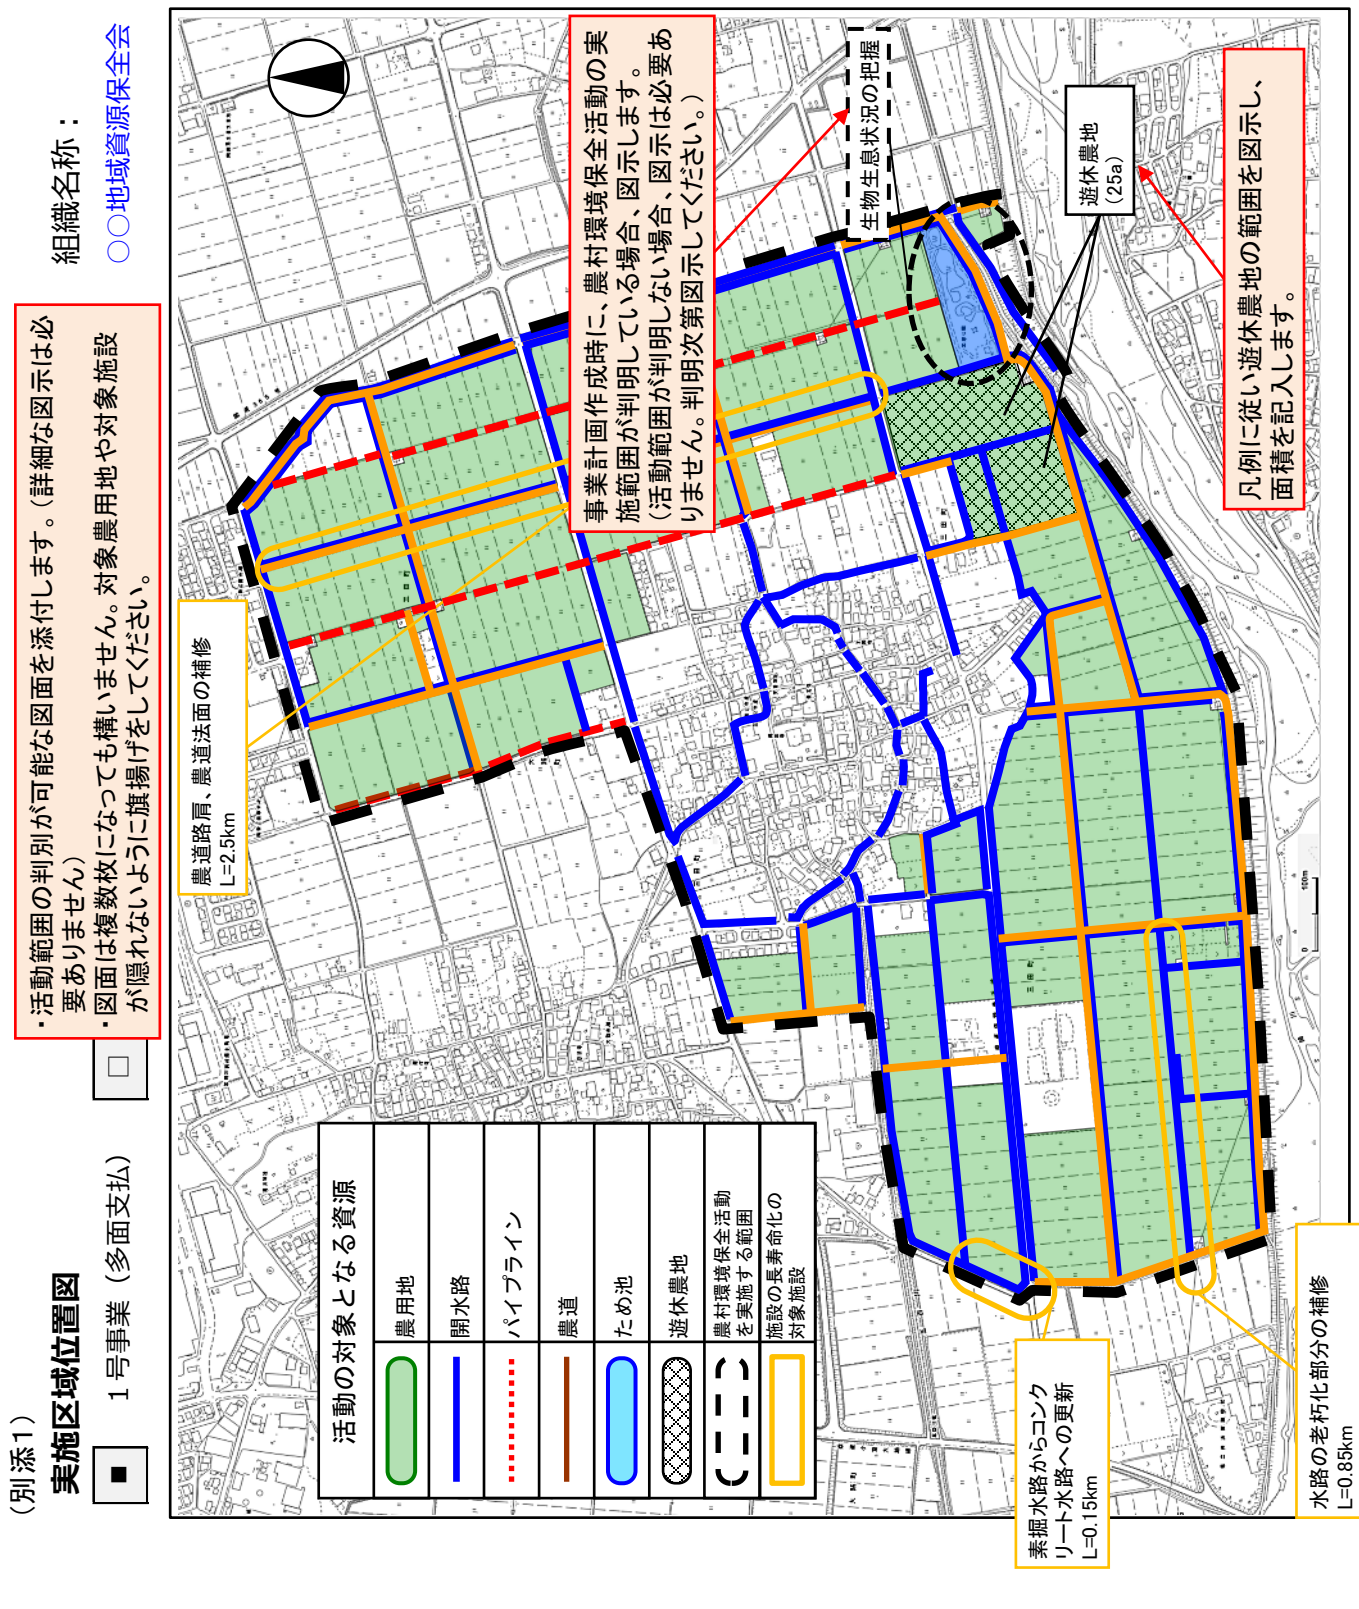 （別添１）
実施区域位置図
■ １号事業（多面支払）
□
組織名称：
○○地域資源保全会
・活動範囲の判別が可能な図面を添付します。（詳細な図示は必
要ありません）
・図面は複数枚になっても構いません。対象農用地や対象施設
が隠れないように旗揚げをしてください。
農道路肩、農道法面の補修
L=2.5km
事業計画作成時に、農村環境保全活動の実
施範囲が判明している場合、図示します。
（活動範囲が判明しない場合、図示は必要あ
りません。判明次第図示してください。）
生物生息状況の把握
遊休農地
(25a)
凡例に従い遊休農地の範囲を図示し、
面積を記入します。
活動の対象となる資源
農用地
開水路
パイプライン
農道
ため池
遊休農地
農村環境保全活動
を実施する範囲
施設の長寿命化の
対象施設
素掘水路からコンク
リート水路への更新
L=0.15km
水路の老朽化部分の補修
L=0.85km
0 100m